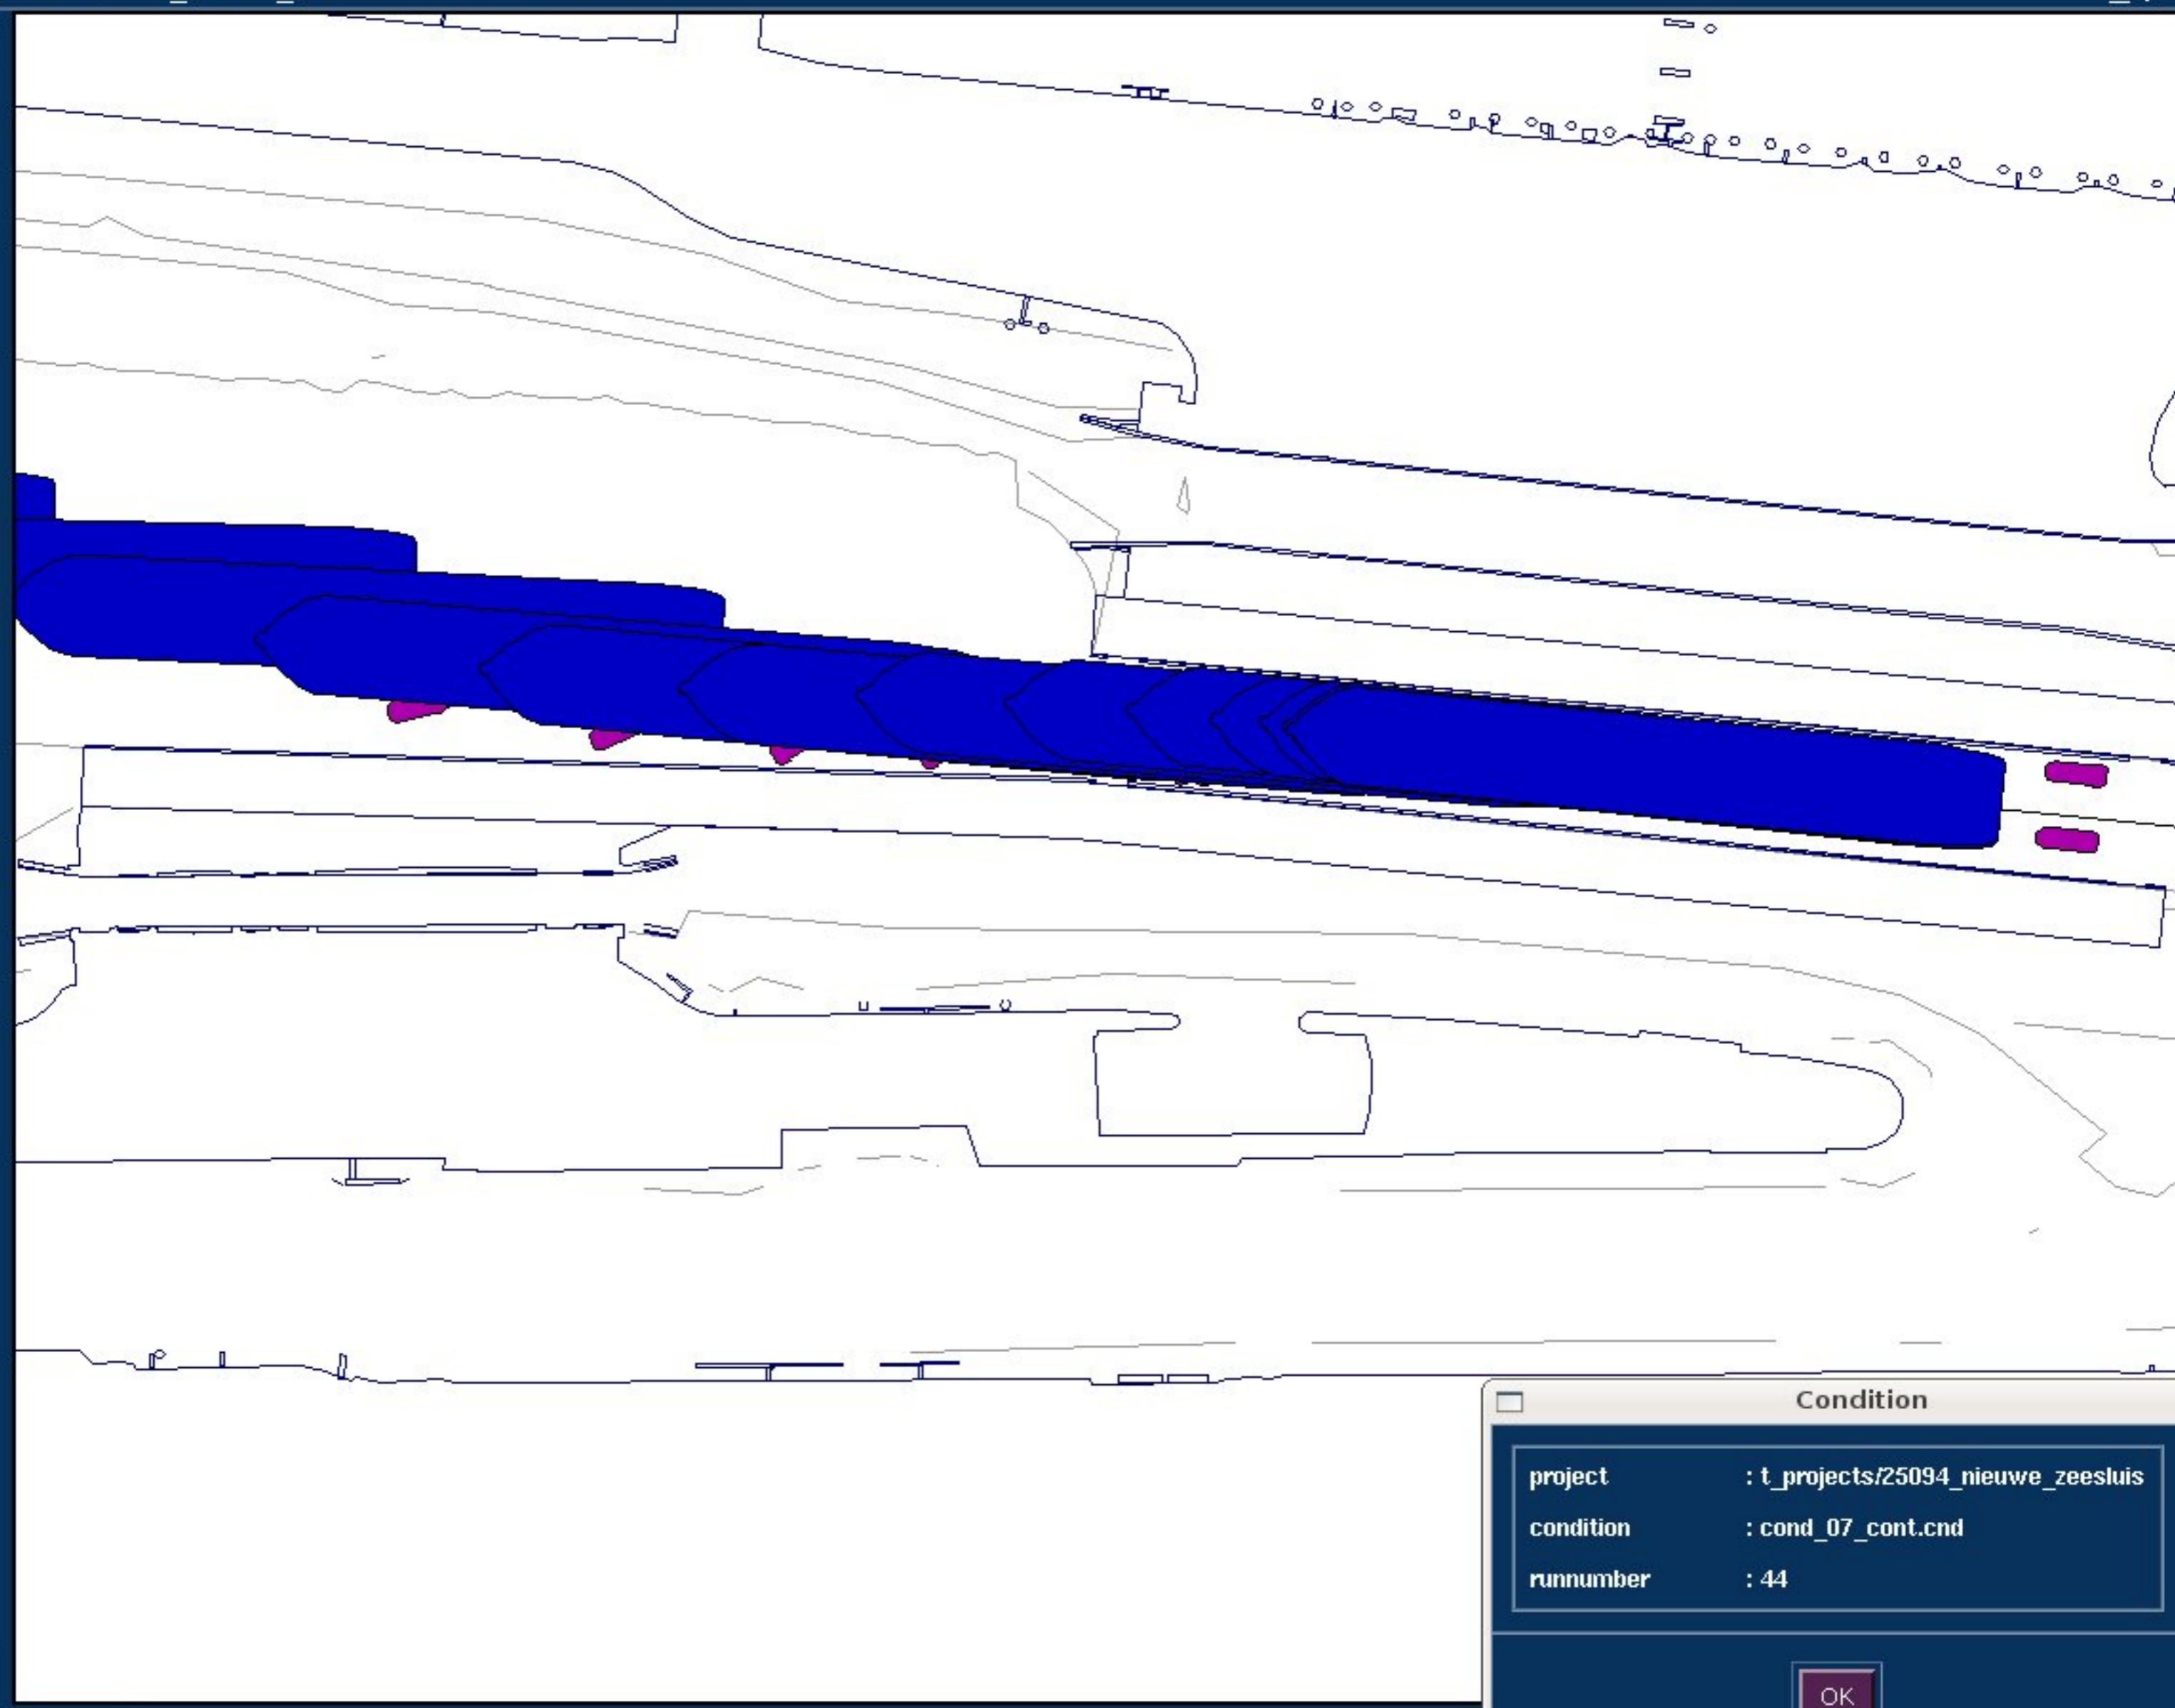 Condition
project : t_projects/25094_nieuwe_zeesluis
condition : cond_07_cont.cnd
runnumber : 44
OK